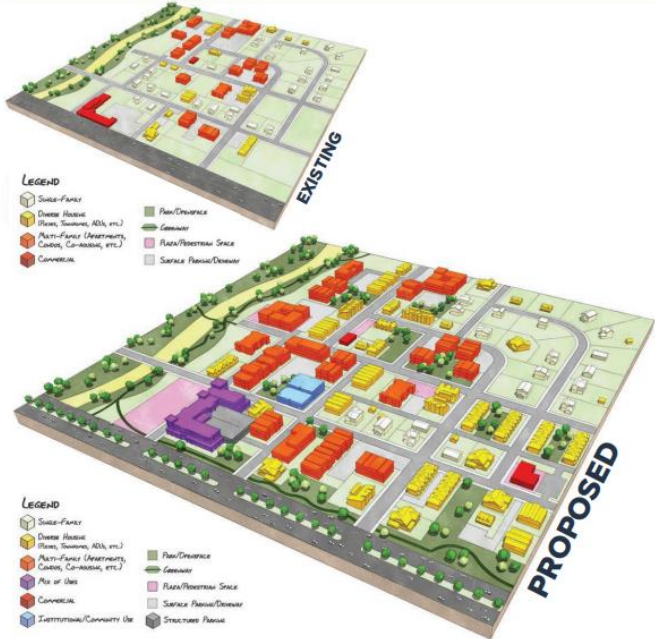 EXISTING
LEGEND
SINGLE-FAMILY
DIVERSE HOUSING
(PLEXES, TOWNHOMES, ADUS, ETC.)
MULTI-FAMILY (APARTMENTS,
CONDOS, CO-HOUSING, ETC.)
COMMERCIAL
PARK/OPENSPACE
GREENWAY
PLAZA/PEDESTRIAN SPACE
SURFACE PARKING/DRIVEWAY
PROPOSED
LEGEND
SINGLE-FAMILY
DIVERSE HOUSING
(PLEXES, TOWNHOMES, ADUS, ETC.)
MULTI-FAMILY (APARTMENTS,
CONDOS, CO-HOUSING, ETC.)
MIX OF USES
COMMERCIAL
INSTITUTIONAL/COMMUNITY USE
PARK/OPENSPACE
GREENWAY
PLAZA/PEDESTRIAN SPACE
SURFACE PARKING/DRIVEWAY
STRUCTURED PARKING